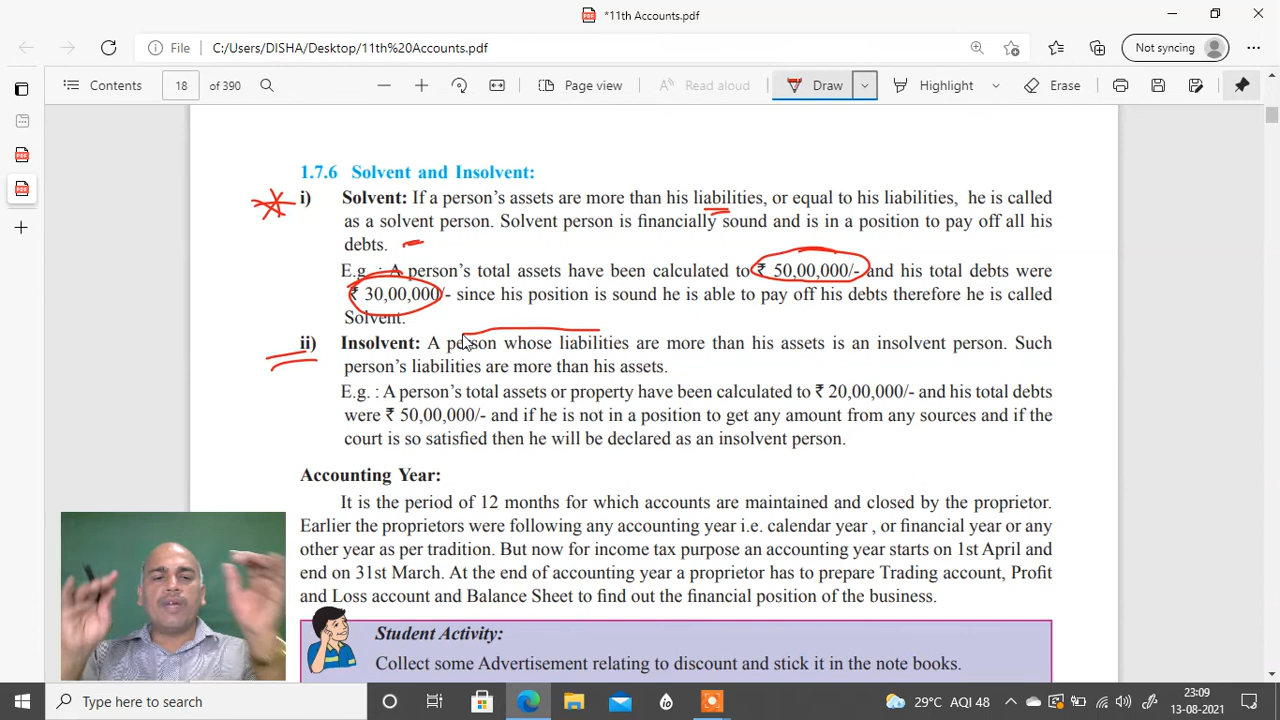 *11th Accounts.pdf
File C:/Users/DISHA/Desktop/11th%20Accounts.pdf Not syncing
Contents 18 of 390 Page view Read aloud Draw Highlight Erase
1.7.6 Solvent and Insolvent:
i) Solvent: If a person's assets are more than his liabilities, or equal to his liabilities, he is called
as a solvent person. Solvent person is financially sound and is in a position to pay off all his
debts.
E.g. : A person's total assets have been calculated to ₹ 50,00,000/- and his total debts were
₹ 30,00,000/- since his position is sound he is able to pay off his debts therefore he is called
Solvent.
ii) Insolvent: A person whose liabilities are more than his assets is an insolvent person. Such
person's liabilities are more than his assets.
E.g. : A person's total assets or property have been calculated to ₹ 20,00,000/- and his total debts
were ₹ 50,00,000/- and if he is not in a position to get any amount from any sources and if the
court is so satisfied then he will be declared as an insolvent person.
Accounting Year:
It is the period of 12 months for which accounts are maintained and closed by the proprietor.
Earlier the proprietors were following any accounting year i.e. calendar year , or financial year or any
other year as per tradition. But now for income tax purpose an accounting year starts on 1st April and
end on 31st March. At the end of accounting year a proprietor has to prepare Trading account, Profit
and Loss account and Balance Sheet to find out the financial position of the business.
Student Activity:
Collect some Advertisement relating to discount and stick it in the note books.
Type here to search 29°C AQI 48 23:09
13-08-2021